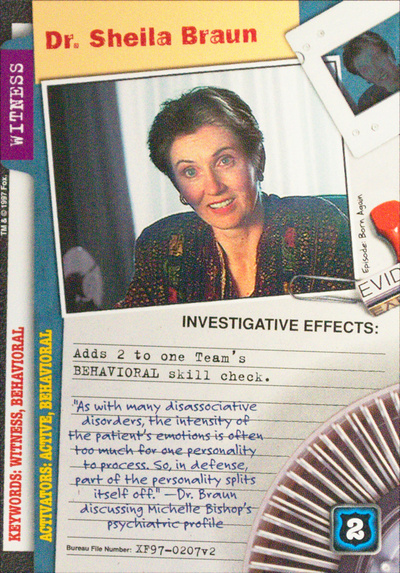 Dr. Sheila Braun
WITNESS
TM & © 1997 Fox.
Episode: Born Again
EVID
INVESTIGATIVE EFFECTS:
Adds 2 to one Team's
BEHAVIORAL skill check.
"As with many disassociative
disorders, the intensity of
the patient's emotions is often
too much for one personality
to process. So, in defense,
part of the personality splits
itself off." — Dr. Braun
discussing Michelle Bishop's
psychiatric profile
KEYWORDS: WITNESS, BEHAVIORAL
ACTIVATORS: ACTIVE, BEHAVIORAL
2
Bureau File Number: XF97-0207v2